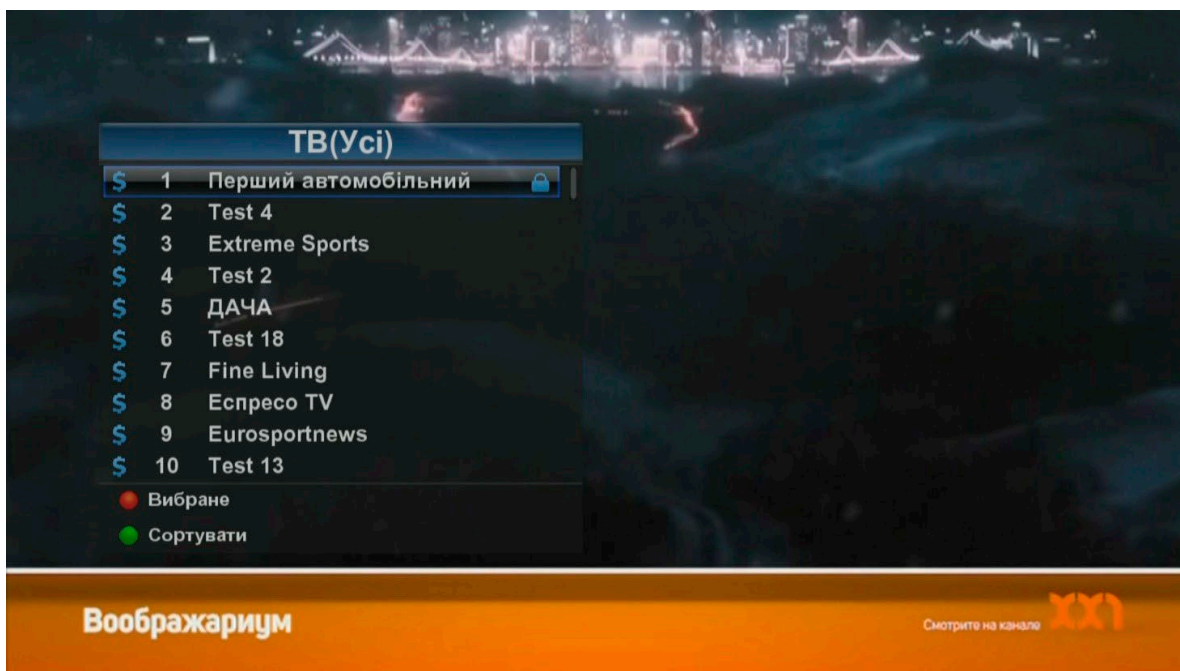 ТВ(Усі)
$ 1 Перший автомобільний
$ 2 Test 4
$ 3 Extreme Sports
$ 4 Test 2
$ 5 ДАЧА
$ 6 Test 18
$ 7 Fine Living
$ 8 Еспресо TV
$ 9 Eurosportnews
$ 10 Test 13
Вибране
Сортувати
Воображариум
Смотрите на канале XXI